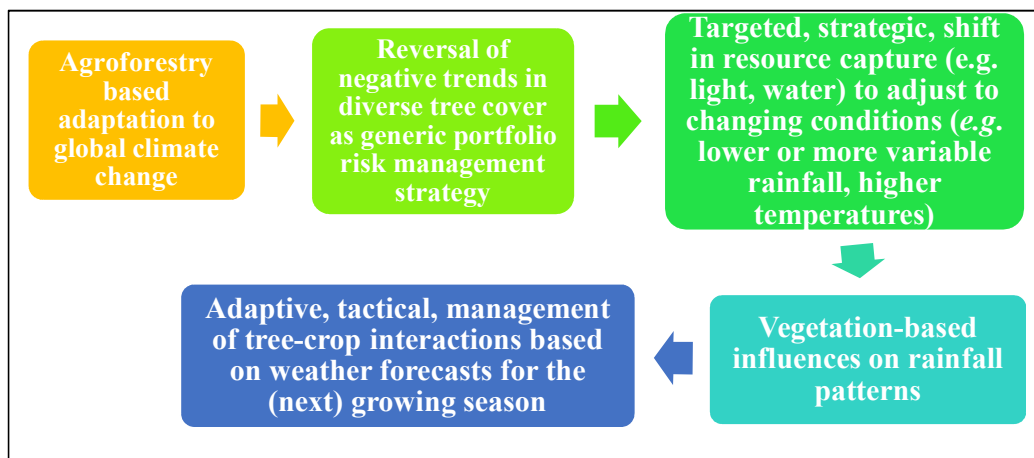 Agroforestry
based
adaptation to
global climate
change
Reversal of
negative trends in
diverse tree cover
as generic portfolio
risk management
strategy
Targeted, strategic, shift
in resource capture (e.g.
light, water) to adjust to
changing conditions (e.g.
lower or more variable
rainfall, higher
temperatures)
Vegetation-based
influences on rainfall
patterns
Adaptive, tactical, management
of tree-crop interactions based
on weather forecasts for the
(next) growing season